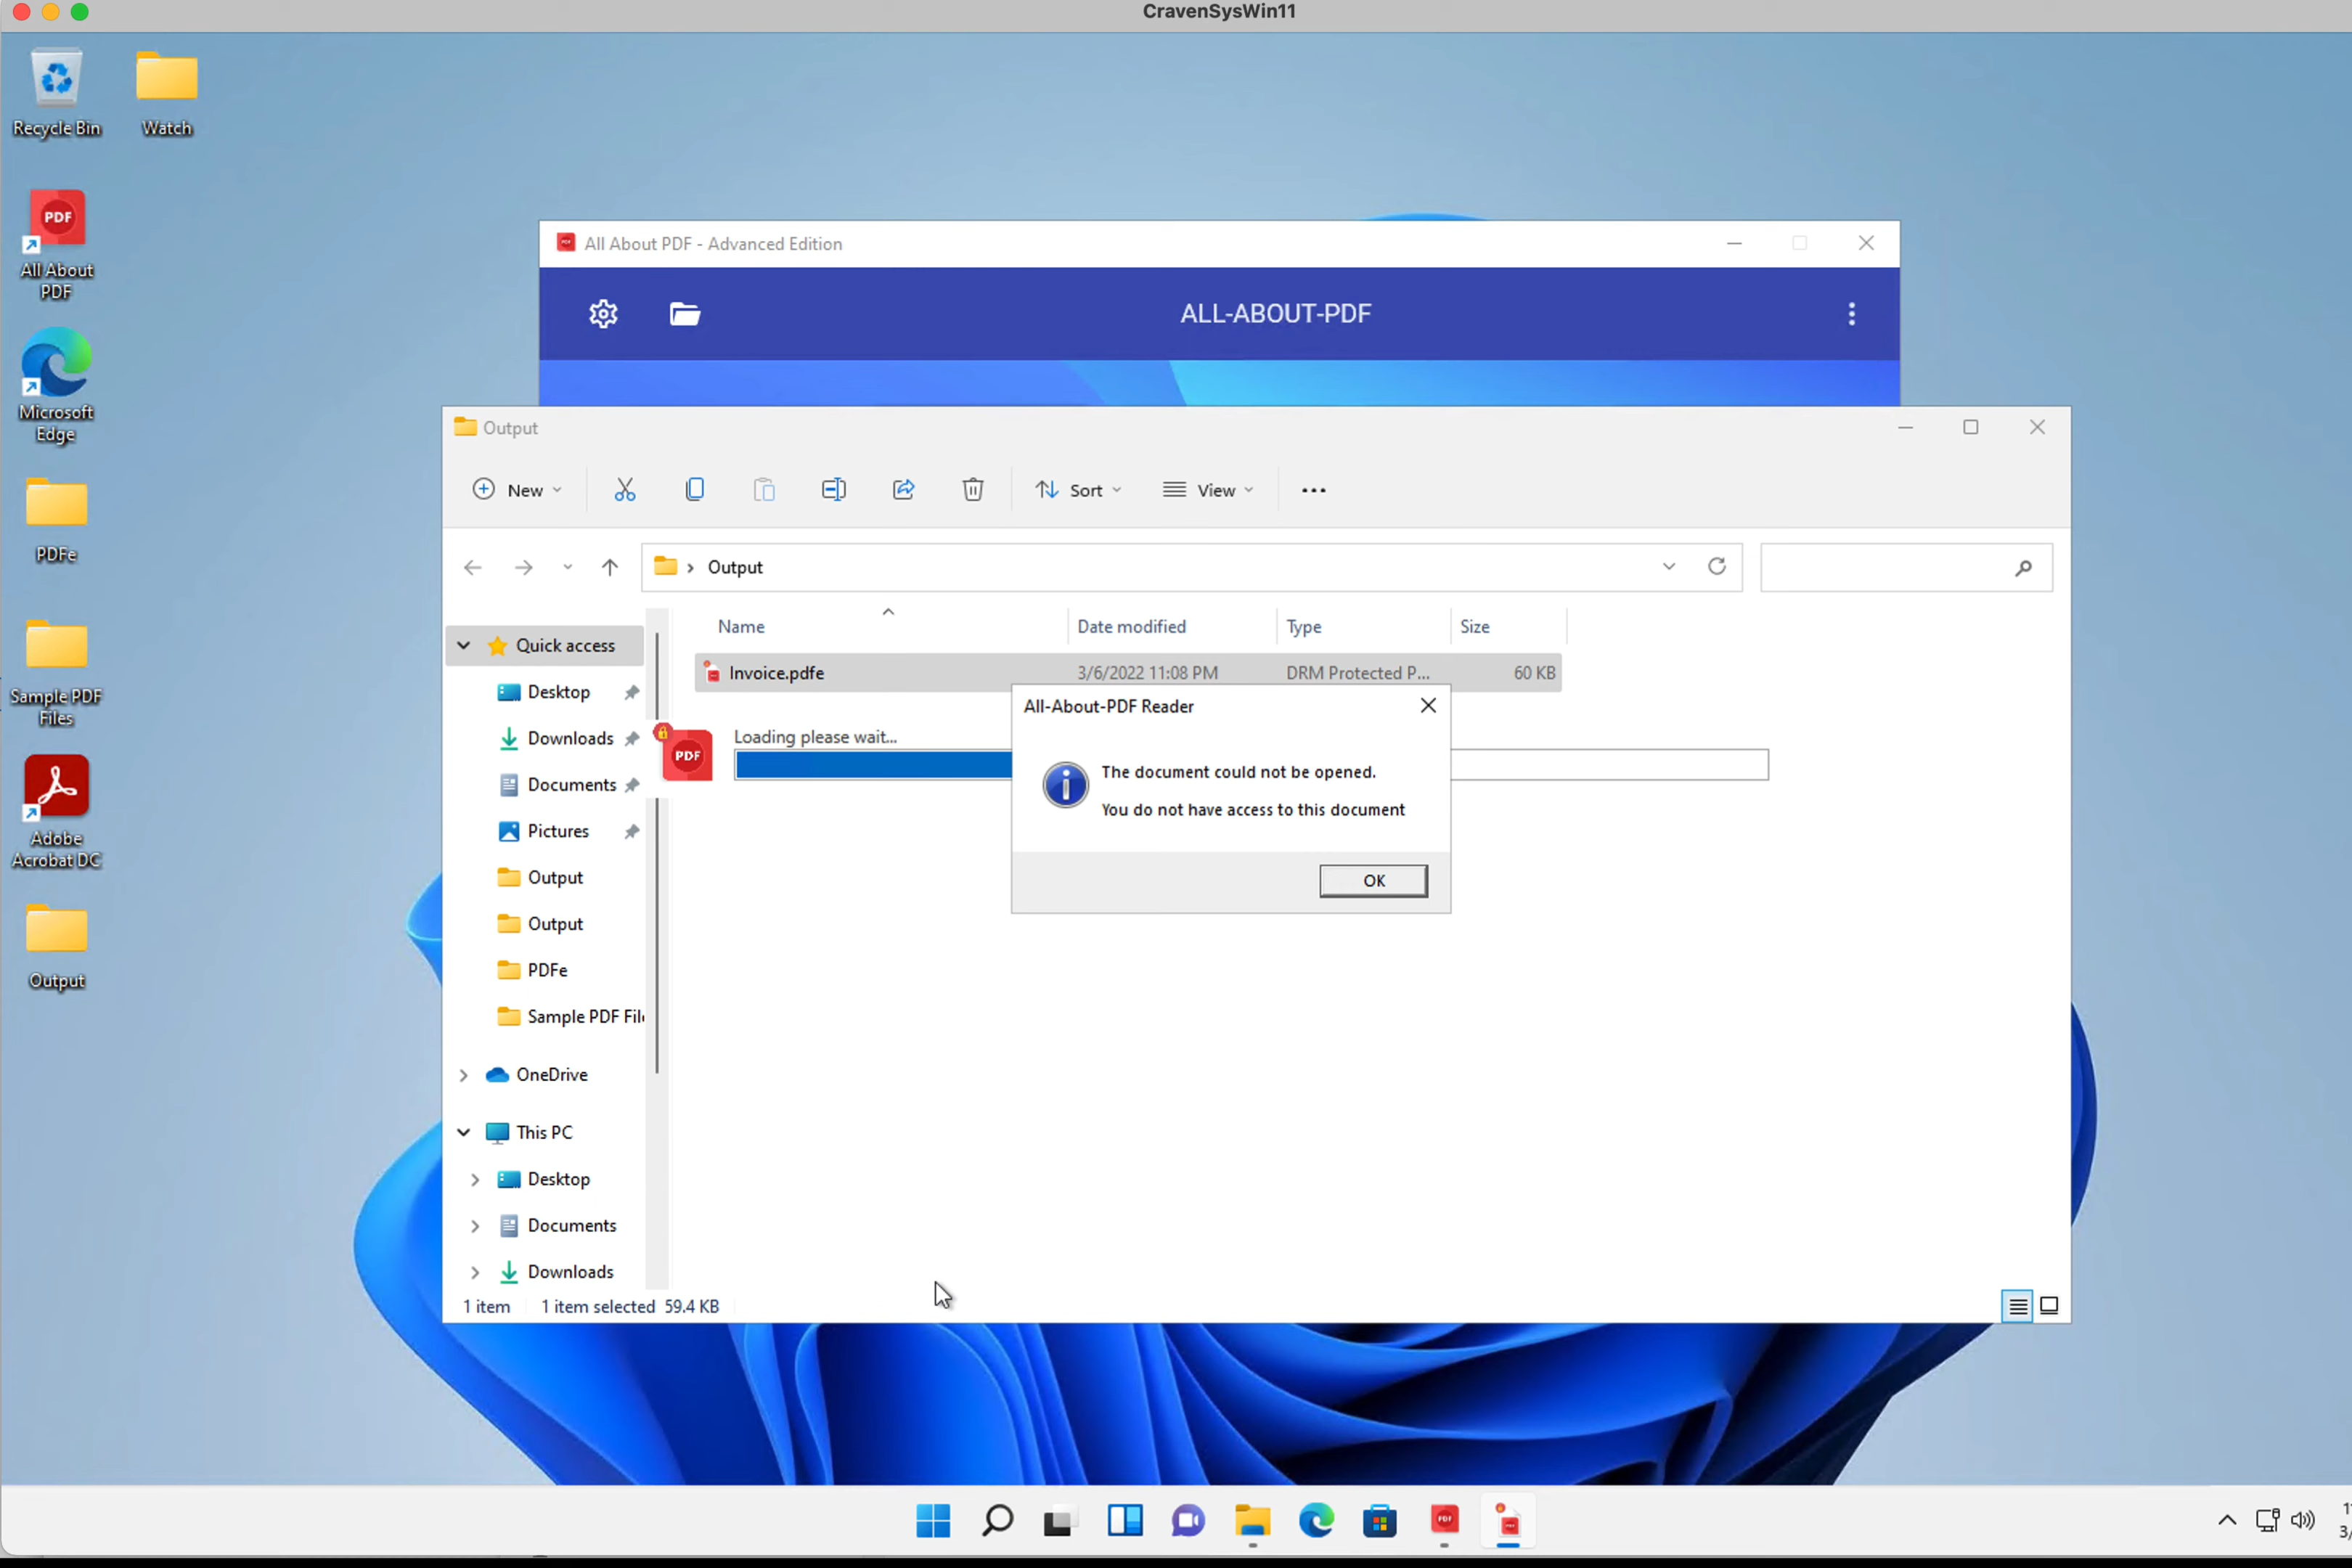 CravenSysWin11
Recycle Bin
Watch
PDF
All About
PDF
Microsoft
Edge
PDFe
Sample PDF
Files
Adobe
Acrobat DC
Output
All About PDF - Advanced Edition
ALL-ABOUT-PDF
Output
New
Sort
View
Output
Name
Date modified
Type
Size
Quick access
Invoice.pdfe
3/6/2022 11:08 PM
DRM Protected P...
60 KB
Desktop
Downloads
Documents
Pictures
Output
Output
PDFe
Sample PDF Fil
OneDrive
This PC
Desktop
Documents
Downloads
PDF
Loading please wait...
All-About-PDF Reader
The document could not be opened.
You do not have access to this document
OK
1 item
1 item selected 59.4 KB
PDF